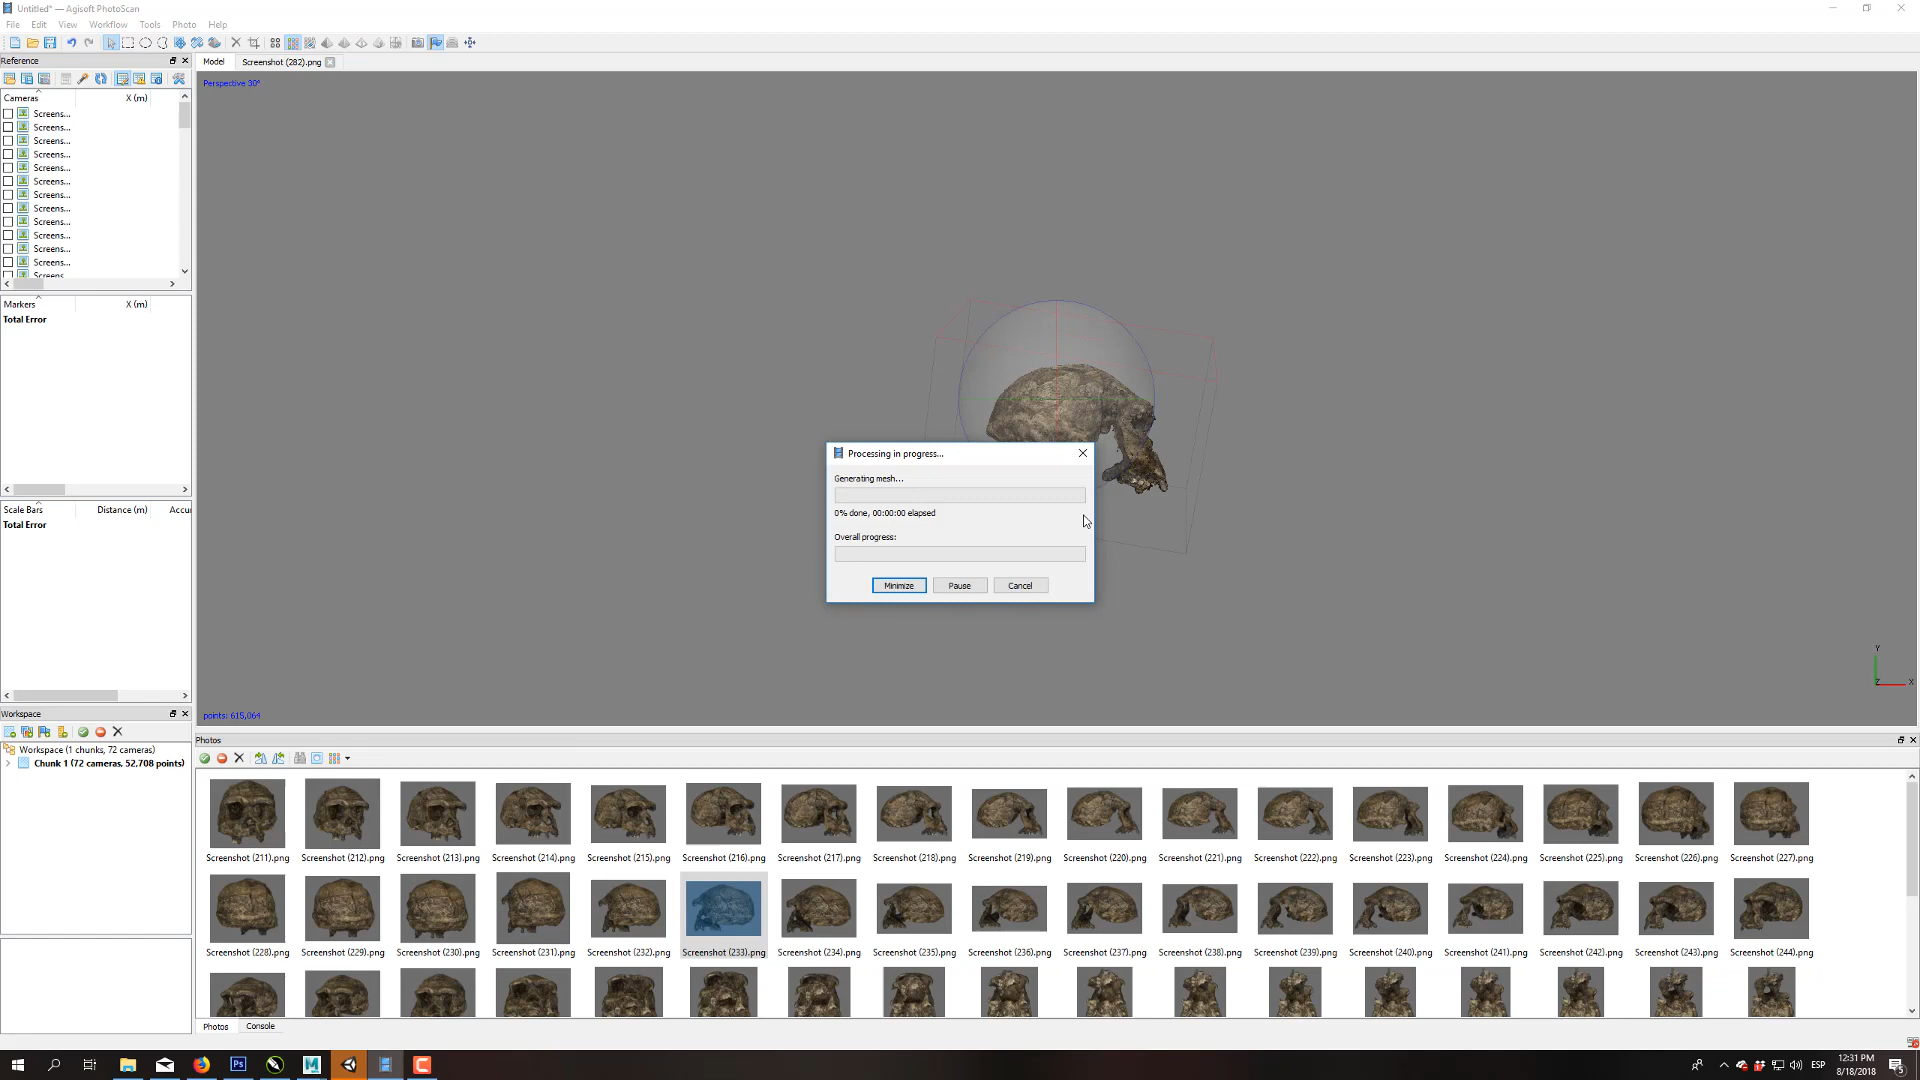 Untitled* — Agisoft PhotoScan
File Edit View Workflow Tools Photo Help
Reference
Model Screenshot (282).png
Perspective 30°
Cameras X (m)
Screens...
Screens...
Screens...
Screens...
Screens...
Screens...
Screens...
Screens...
Screens...
Screens...
Screens...
Screens...
Screens
Markers X (m)
Total Error
Processing in progress...
Generating mesh...
0% done, 00:00:00 elapsed
Overall progress:
Minimize Pause Cancel
Scale Bars Distance (m) Accu
Total Error
Y
Z X
points: 615,064
Workspace
Workspace (1 chunks, 72 cameras)
Chunk 1 (72 cameras, 52,708 points)
Photos
Screenshot (211).png Screenshot (212).png Screenshot (213).png Screenshot (214).png Screenshot (215).png Screenshot (216).png Screenshot (217).png Screenshot (218).png Screenshot (219).png Screenshot (220).png Screenshot (221).png Screenshot (222).png Screenshot (223).png Screenshot (224).png Screenshot (225).png Screenshot (226).png Screenshot (227).png
Screenshot (228).png Screenshot (229).png Screenshot (230).png Screenshot (231).png Screenshot (232).png Screenshot (233).png Screenshot (234).png Screenshot (235).png Screenshot (236).png Screenshot (237).png Screenshot (238).png Screenshot (239).png Screenshot (240).png Screenshot (241).png Screenshot (242).png Screenshot (243).png Screenshot (244).png
Photos Console
Ps M C ESP 12:31 PM
8/18/2018 5